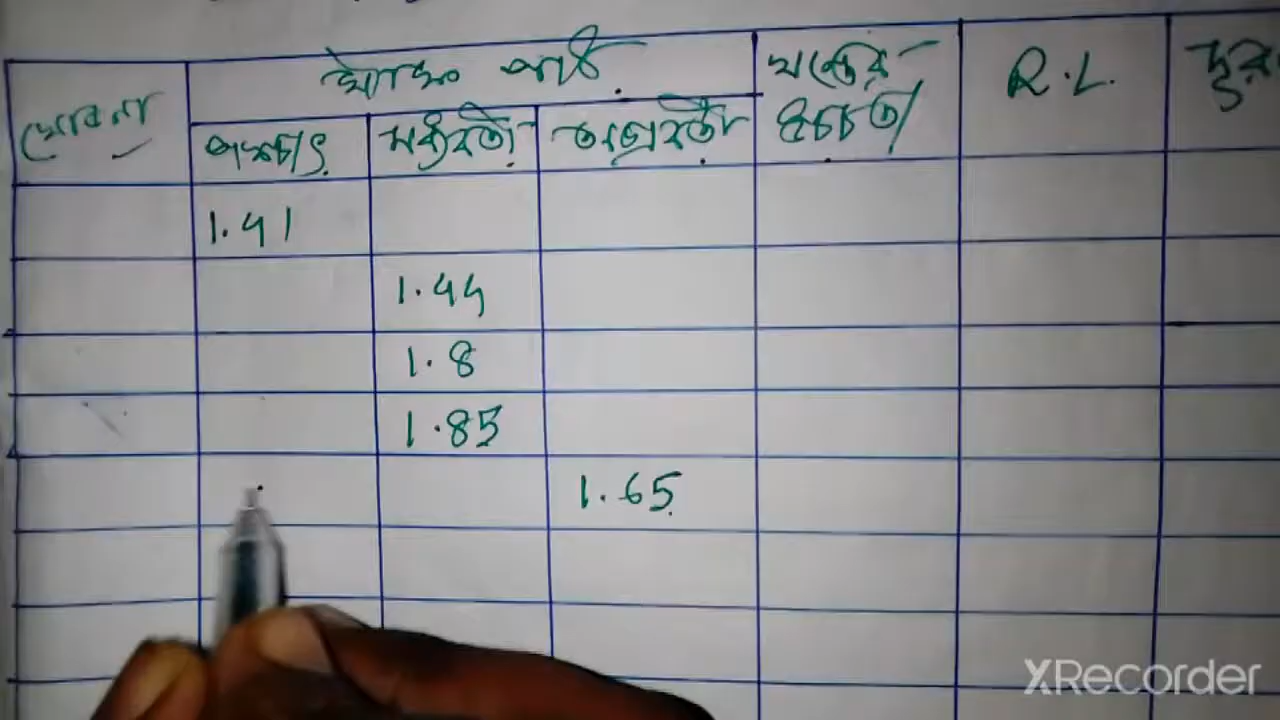 স্টাফ পাঠ
যন্ত্রের R.L.
উচ্চতা
পশ্চাৎ মধ্যবর্তী অগ্রবর্তী
1.41
1.44
1.8
1.85
1.65
XRecorder